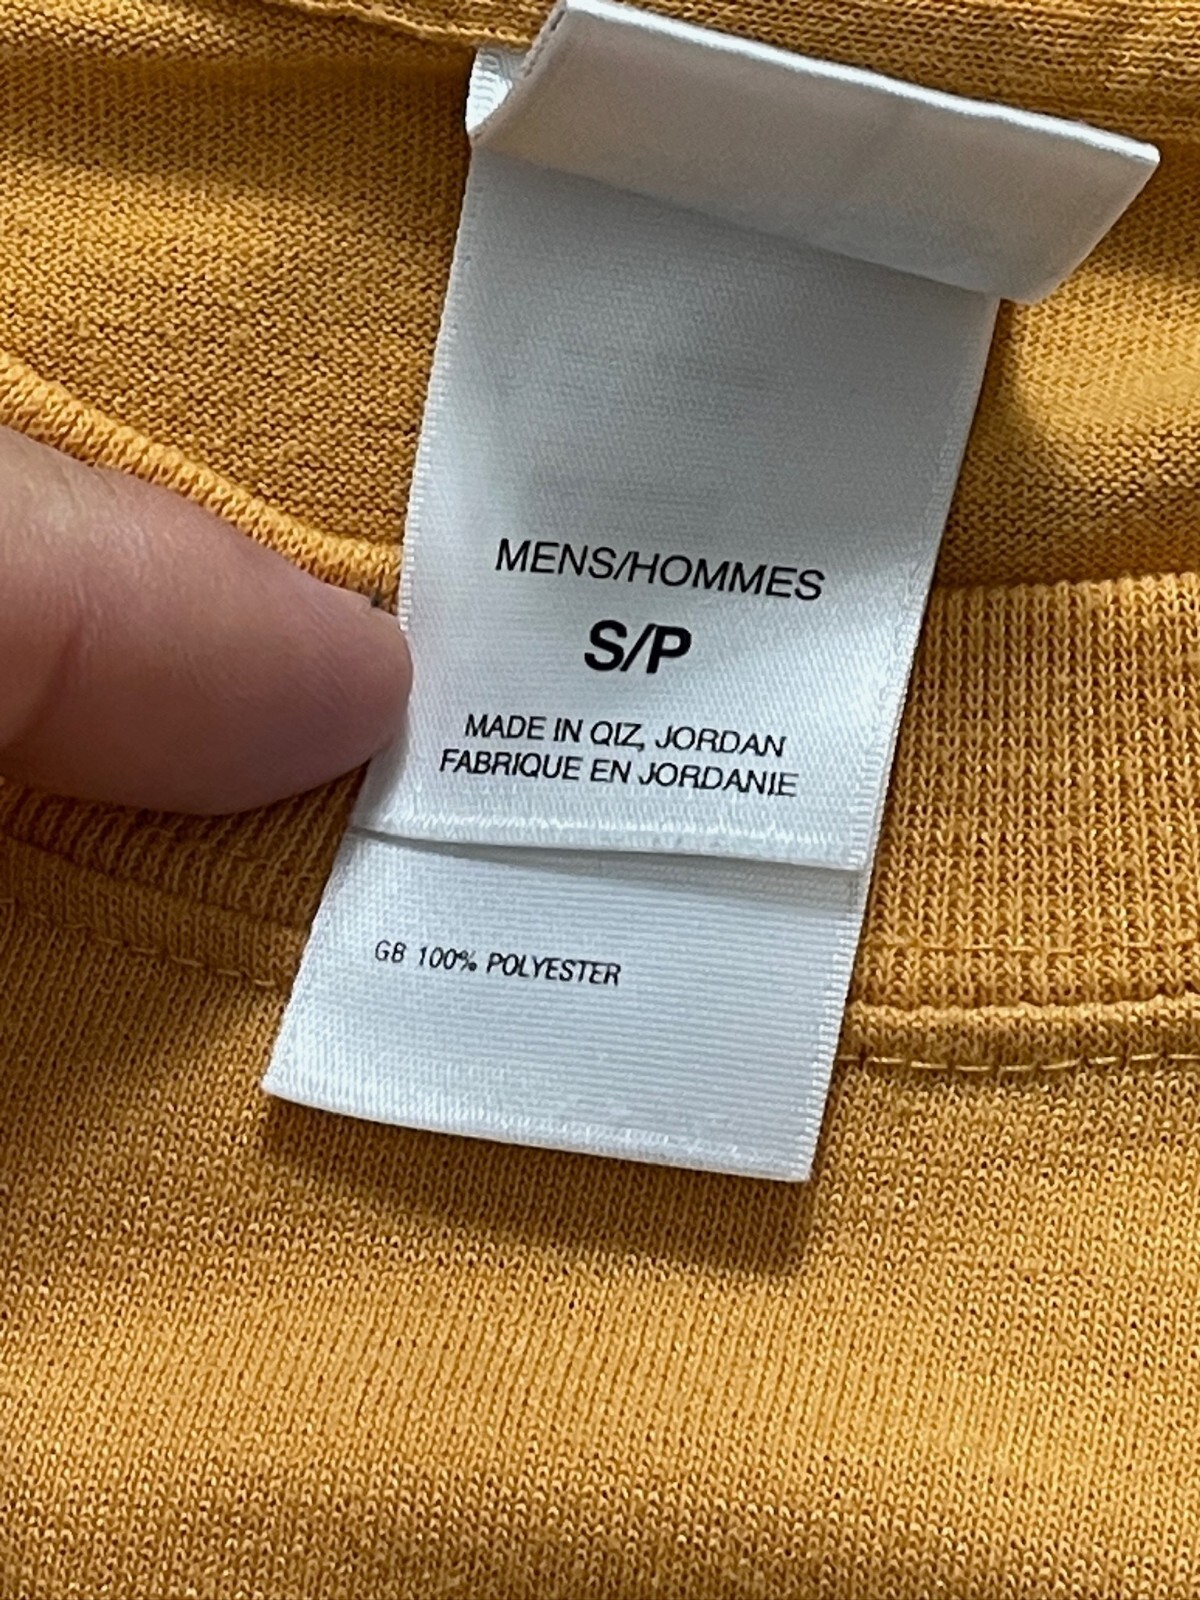 MENS/HOMMES
S/P
MADE IN QIZ, JORDAN
FABRIQUE EN JORDANIE
GB 100% POLYESTER